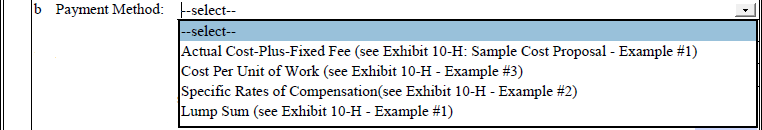 b Payment Method: --select--
--select--
Actual Cost-Plus-Fixed Fee (see Exhibit 10-H: Sample Cost Proposal - Example #1)
Cost Per Unit of Work (see Exhibit 10-H - Example #3)
Specific Rates of Compensation(see Exhibit 10-H - Example #2)
Lump Sum (see Exhibit 10-H - Example #1)